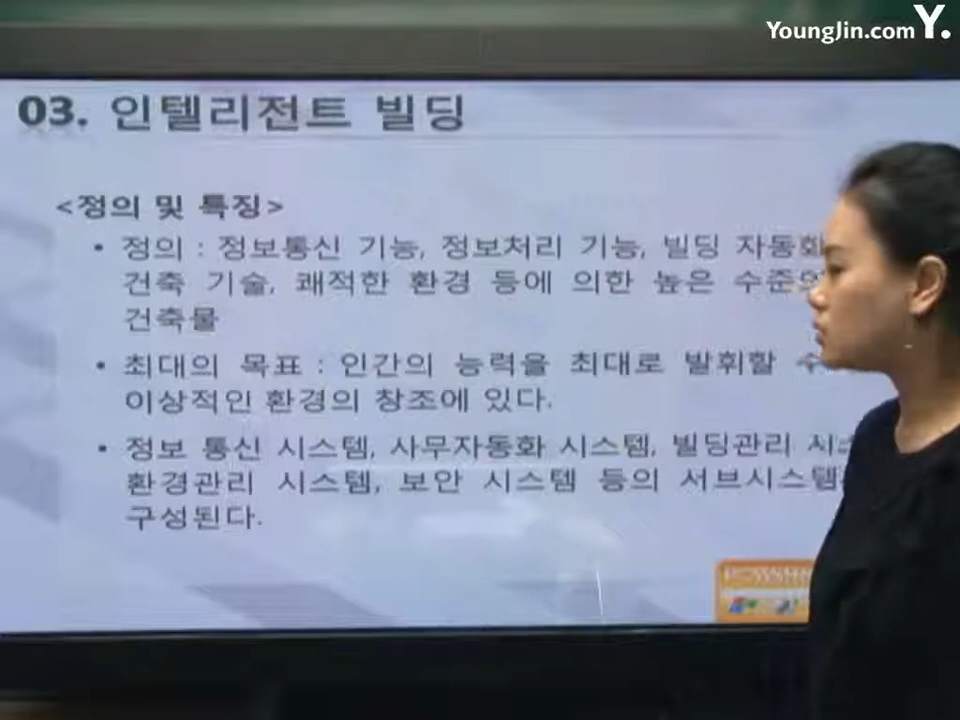 YoungJin.com Y.
03. 인텔리전트 빌딩
<정의 및 특징>
• 정의 : 정보통신 기능, 정보처리 기능, 빌딩 자동화
건축 기술, 쾌적한 환경 등에 의한 높은 수준의
건축물
• 최대의 목표 : 인간의 능력을 최대로 발휘할 수
이상적인 환경의 창조에 있다.
• 정보 통신 시스템, 사무자동화 시스템, 빌딩관리
환경관리 시스템, 보안 시스템 등의 서브시스템
구성된다.